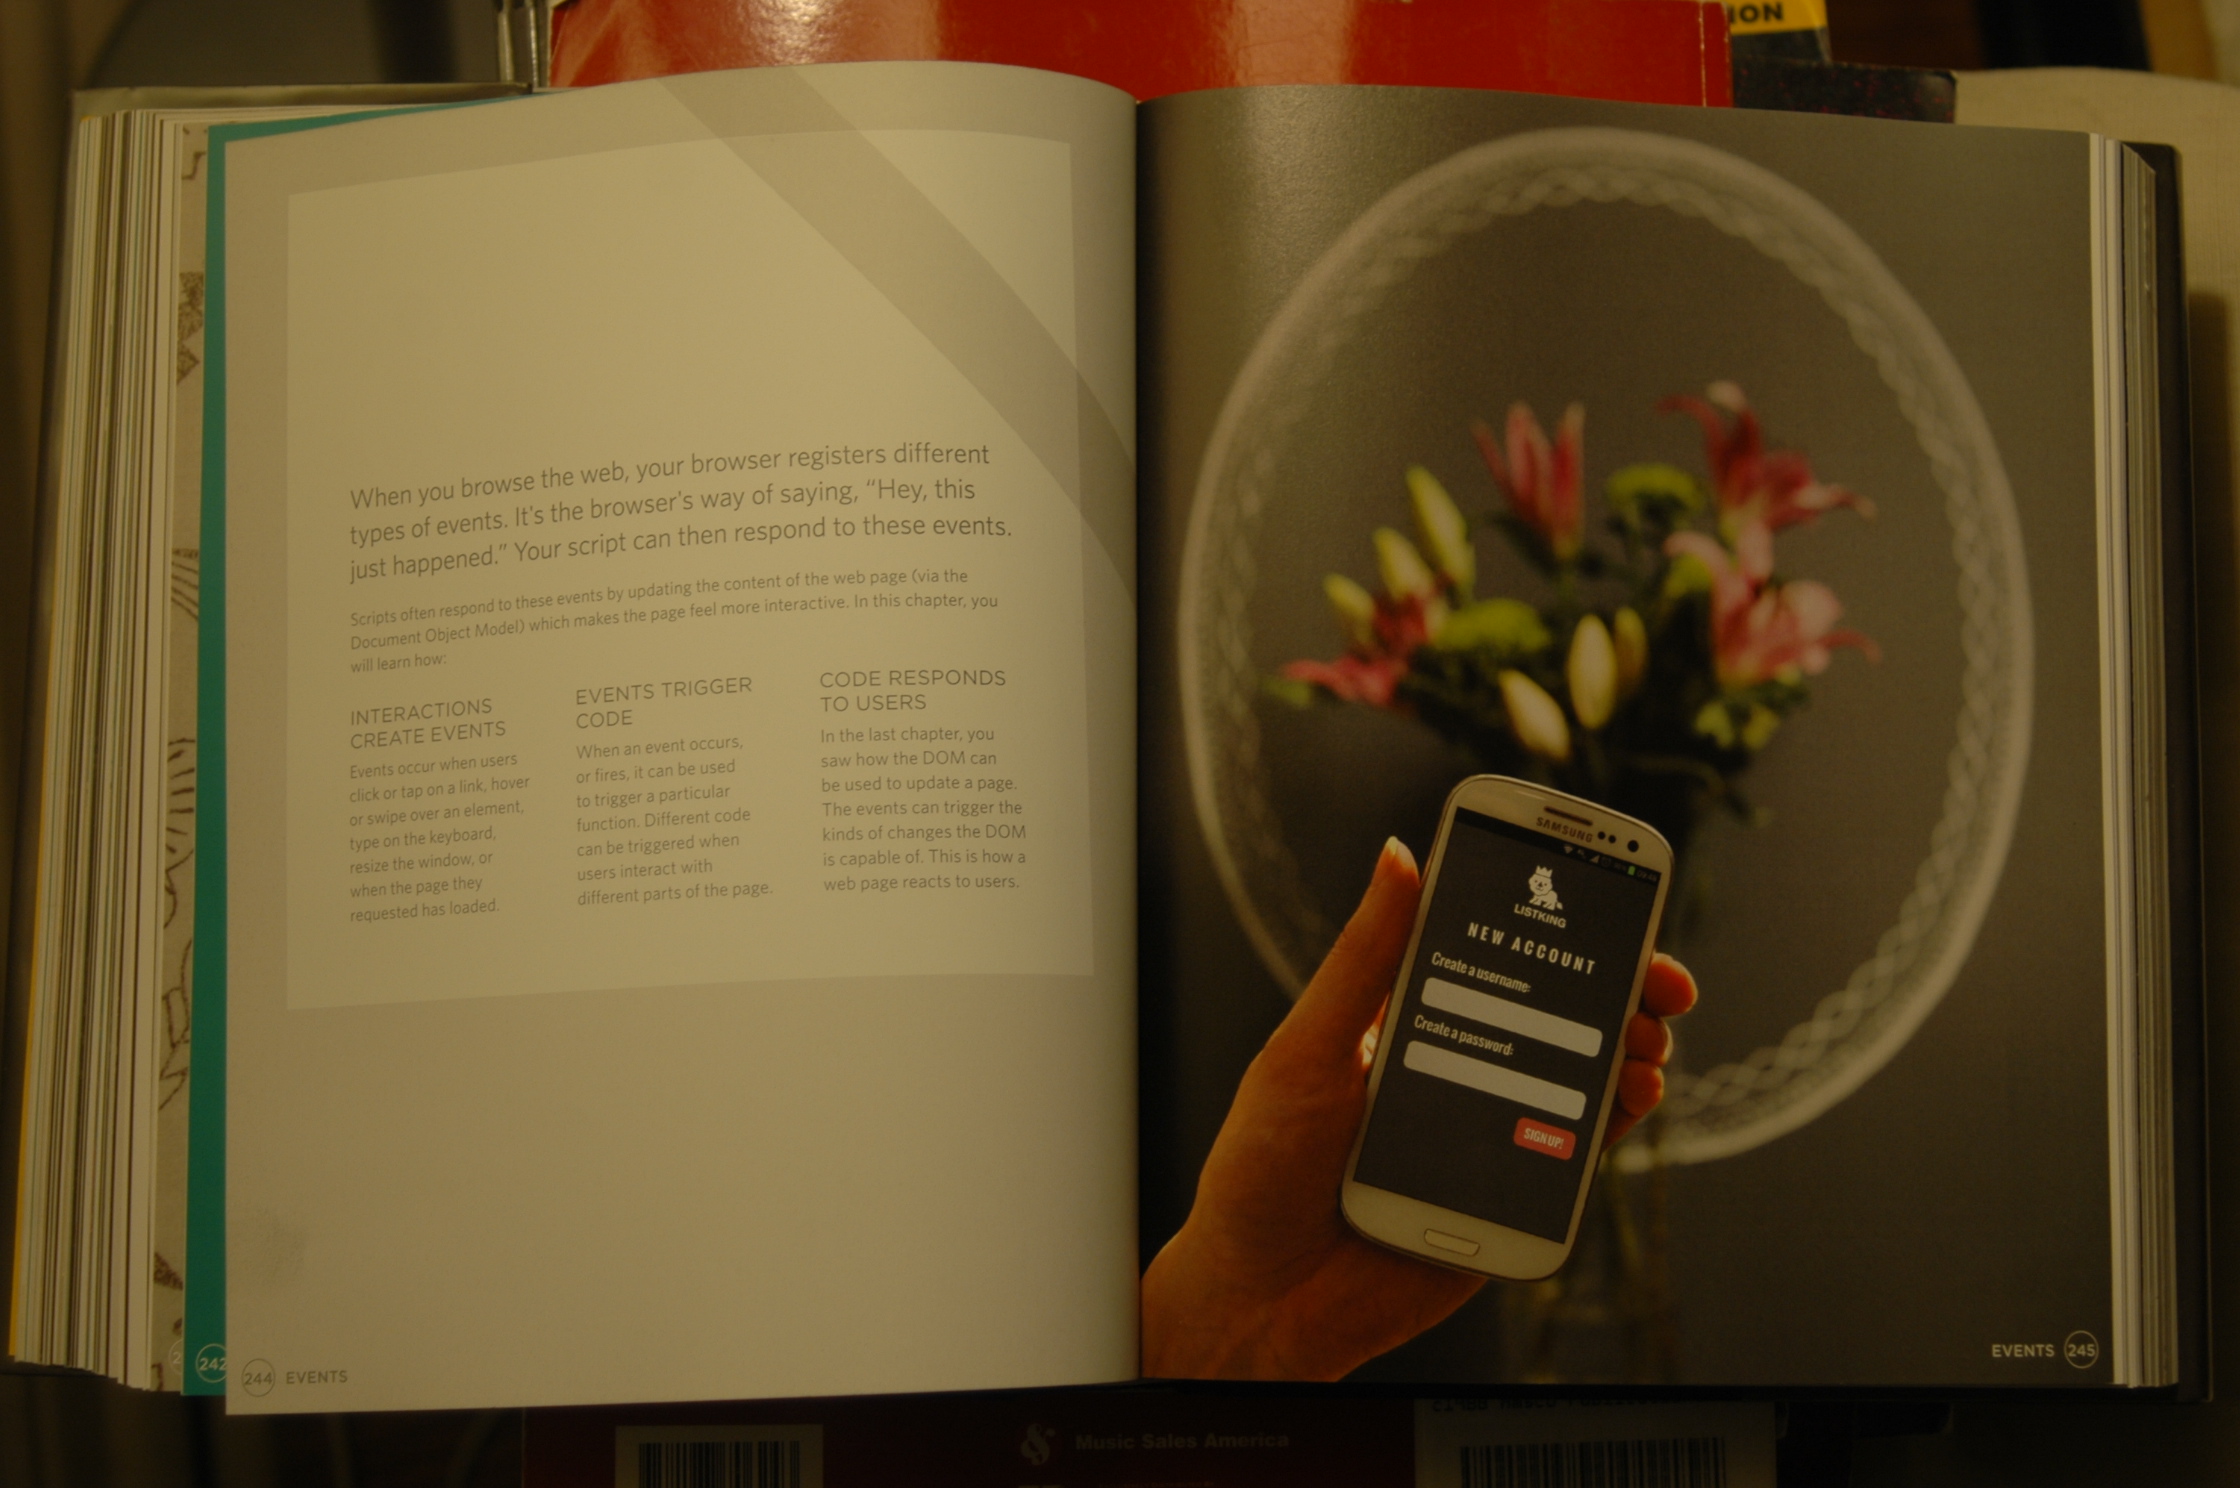 ION
When you browse the web, your browser registers different
types of events. It's the browser's way of saying, “Hey, this
just happened.” Your script can then respond to these events.
Scripts often respond to these events by updating the content of the web page (via the
Document Object Model) which makes the page feel more interactive. In this chapter, you
will learn how:
INTERACTIONS
CREATE EVENTS
Events occur when users
click or tap on a link, hover
or swipe over an element,
type on the keyboard,
resize the window, or
when the page they
requested has loaded.
EVENTS TRIGGER
CODE
When an event occurs,
or fires, it can be used
to trigger a particular
function. Different code
can be triggered when
users interact with
different parts of the page.
CODE RESPONDS
TO USERS
In the last chapter, you
saw how the DOM can
be used to update a page.
The events can trigger the
kinds of changes the DOM
is capable of. This is how a
web page reacts to users.
242
244 EVENTS
SAMSUNG
LISTKING
NEW ACCOUNT
Create a username:
Create a password:
SIGN UP!
EVENTS 245
Music Sales America